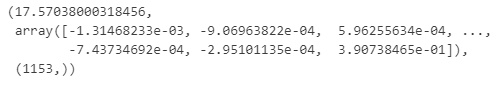 (17.57038000318456,
array([-1.31468233e-03, -9.06963822e-04, 5.96255634e-04, ...,
-7.43734692e-04, -2.95101135e-04, 3.90738465e-01]),
(1153,))